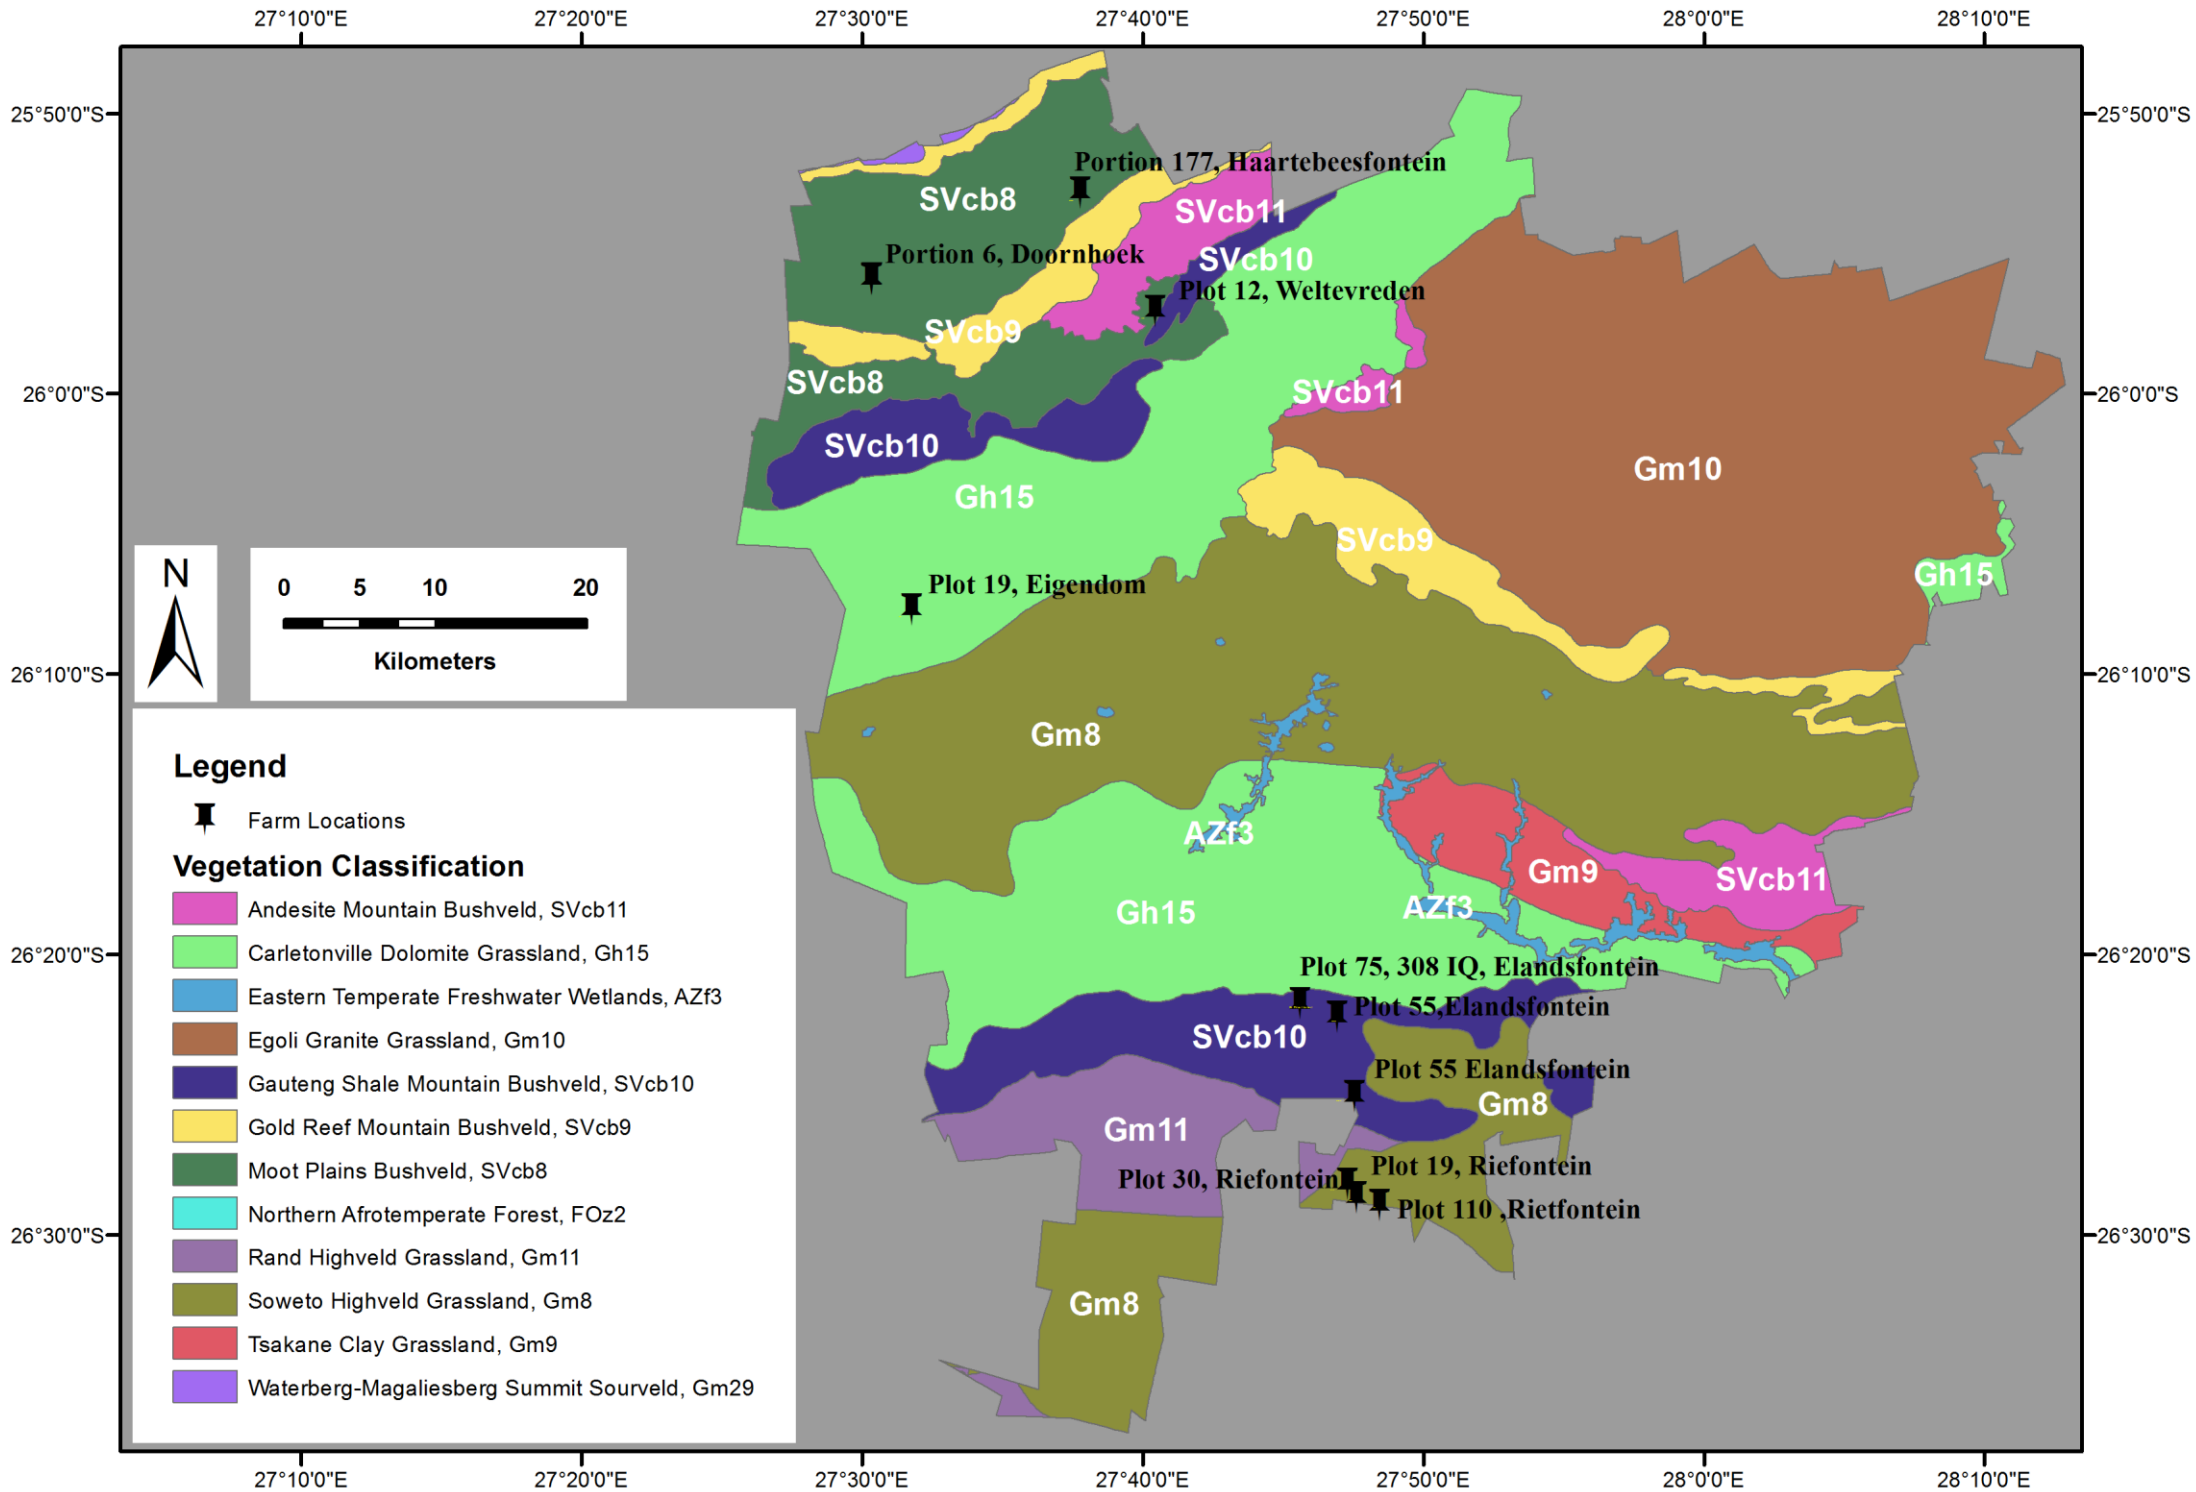 27°10'0"E 27°20'0"E 27°30'0"E 27°40'0"E 27°50'0"E 28°0'0"E 28°10'0"E
25°50'0"S 25°50'0"S
Portion 177, Haartebeesfontein
SVcb8
SVcb11
Portion 6, Doornhoek
SVcb10
Plot 12, Weltevreden
SVcb9
SVcb8
SVcb11
26°0'0"S 26°0'0"S
SVcb10
Gm10
Gh15
SVcb9
Gh15
N
0 5 10 20
Kilometers
Plot 19, Eigendom
26°10'0"S 26°10'0"S
Gm8
AZf3
Gm9
SVcb11
AZf3
Gh15
26°20'0"S 26°20'0"S
Plot 75, 308 IQ, Elandsfontein
Plot 55,Elandsfontein
SVcb10
Plot 55 Elandsfontein
Gm8
Gm11
Plot 19, Riefontein
Plot 30, Riefontein
Plot 110 ,Rietfontein
26°30'0"S 26°30'0"S
Gm8
Legend
Farm Locations
Vegetation Classification
Andesite Mountain Bushveld, SVcb11
Carletonville Dolomite Grassland, Gh15
Eastern Temperate Freshwater Wetlands, AZf3
Egoli Granite Grassland, Gm10
Gauteng Shale Mountain Bushveld, SVcb10
Gold Reef Mountain Bushveld, SVcb9
Moot Plains Bushveld, SVcb8
Northern Afrotemperate Forest, FOz2
Rand Highveld Grassland, Gm11
Soweto Highveld Grassland, Gm8
Tsakane Clay Grassland, Gm9
Waterberg-Magaliesberg Summit Sourveld, Gm29
27°10'0"E 27°20'0"E 27°30'0"E 27°40'0"E 27°50'0"E 28°0'0"E 28°10'0"E